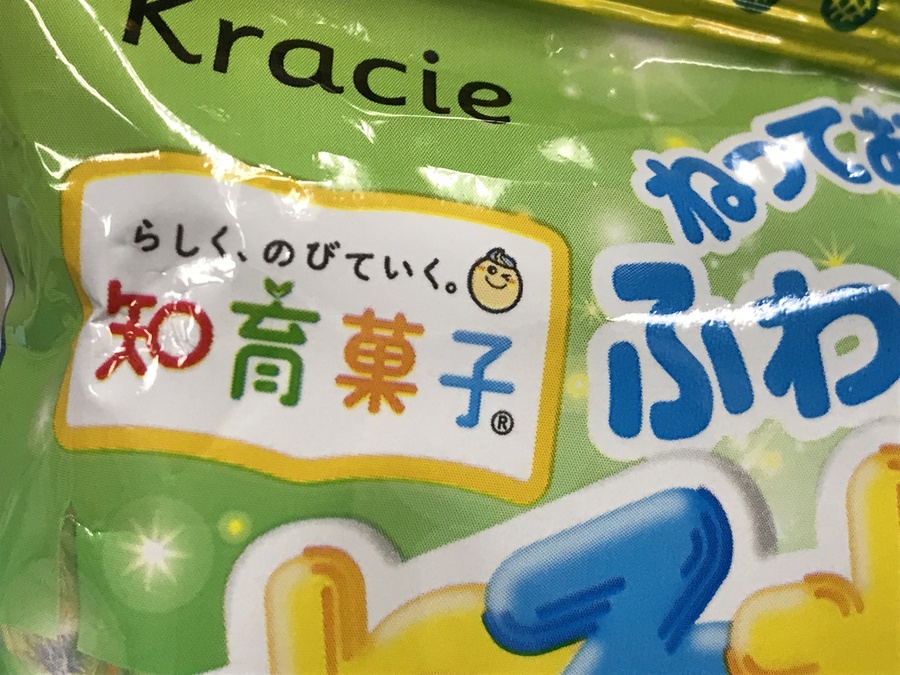 Kracie
らしく、のびていく。
知育菓子®
ねってお
ふわ